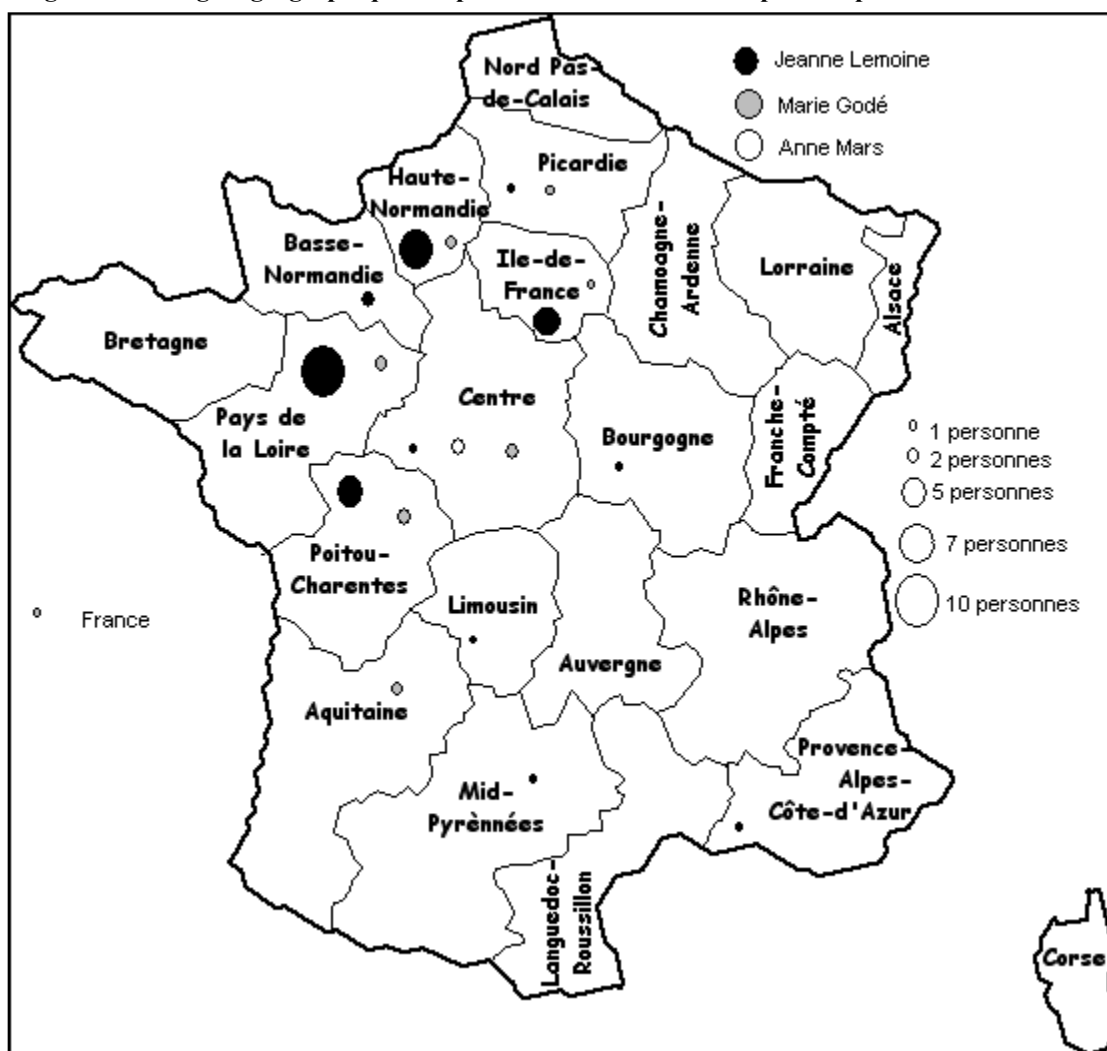 Nord Pas-
de-Calais
Jeanne Lemoine
Marie Godé
Anne Mars
Picardie
Haute-
Normandie
Basse-
Normandie
Ile-de-
France
Chamoagne-
Ardenne
Lorraine
Alsace
Bretagne
Pays de
la Loire
Centre
Bourgogne
Franche-
Compté
1 personne
2 personnes
5 personnes
7 personnes
10 personnes
Poitou-
Charentes
Limousin
Rhône-
Alpes
France
Auvergne
Aquitaine
Mid-
Pyrènnées
Provence-
Alpes-
Côte-d'Azur
Languedoc-
Roussillon
Corse